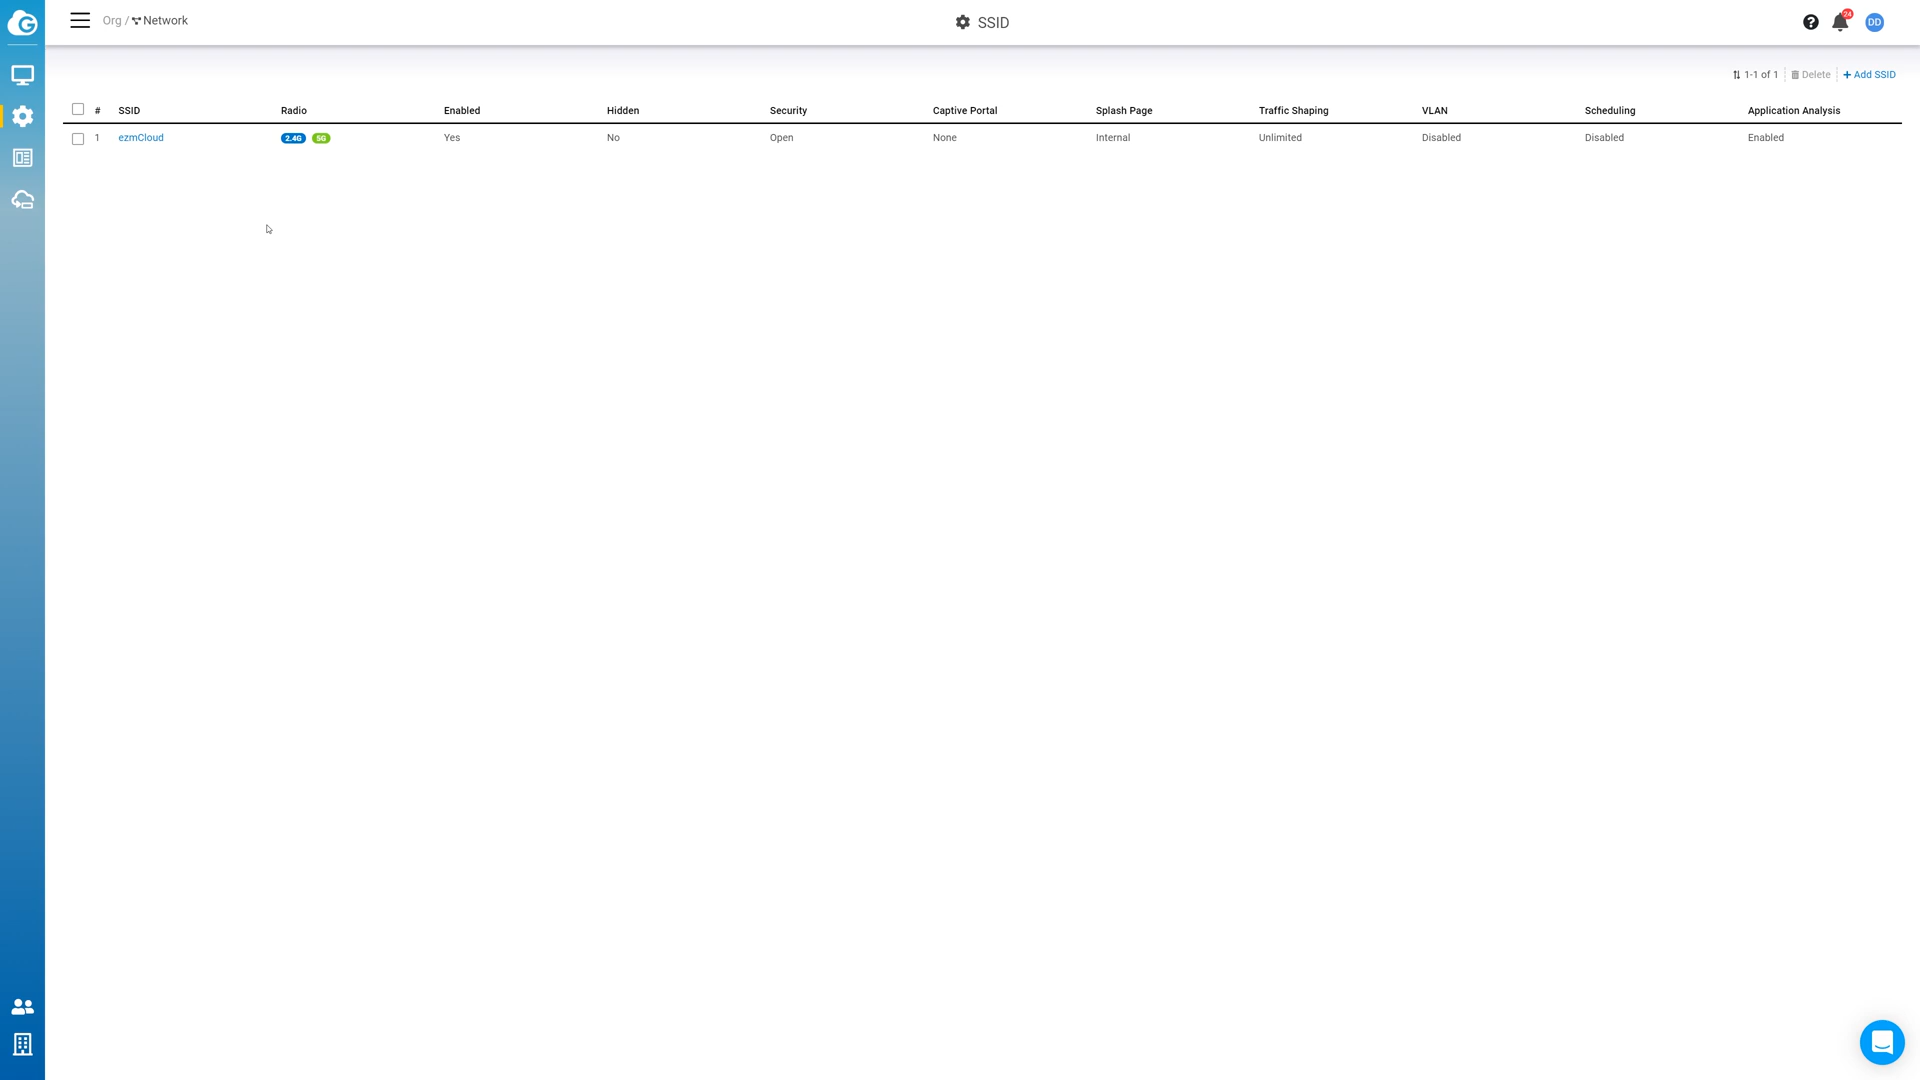 Org / Network
SSID
24
DD
1-1 of 1
Delete
+ Add SSID
# SSID Radio Enabled Hidden Security Captive Portal Splash Page Traffic Shaping VLAN Scheduling Application Analysis
1 ezmCloud 2.4G 5G Yes No Open None Internal Unlimited Disabled Disabled Enabled